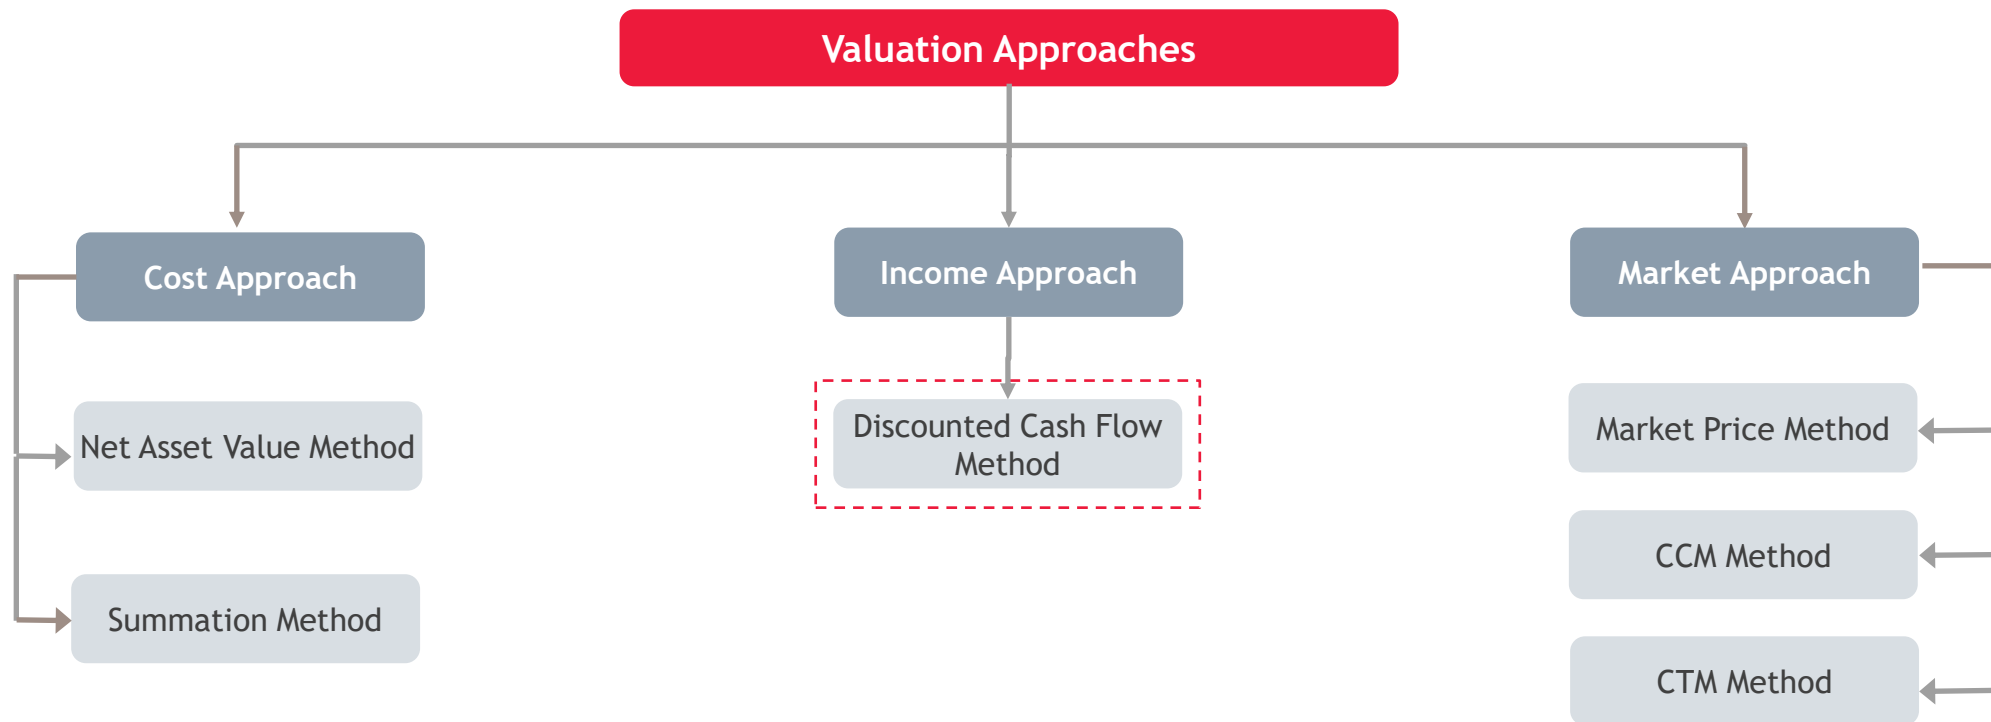 Valuation Approaches
Cost Approach
Income Approach
Market Approach
Net Asset Value Method
Discounted Cash Flow
Method
Market Price Method
CCM Method
Summation Method
CTM Method